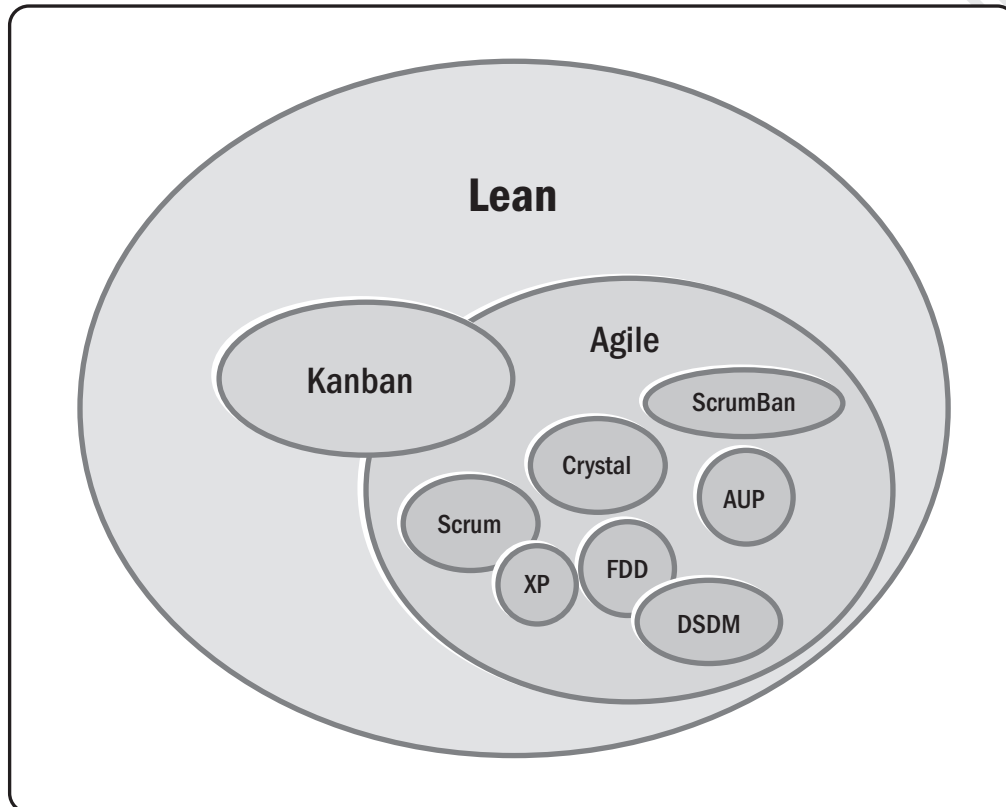 Lean
Agile
Kanban
ScrumBan
Crystal
AUP
Scrum
FDD
XP
DSDM